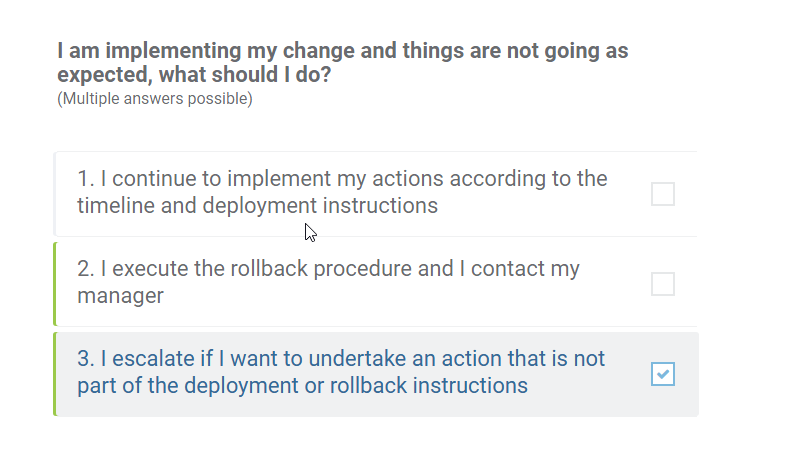 I am implementing my change and things are not going as
expected, what should I do?
(Multiple answers possible)
1. I continue to implement my actions according to the
timeline and deployment instructions
2. I execute the rollback procedure and I contact my
manager
3. I escalate if I want to undertake an action that is not
part of the deployment or rollback instructions